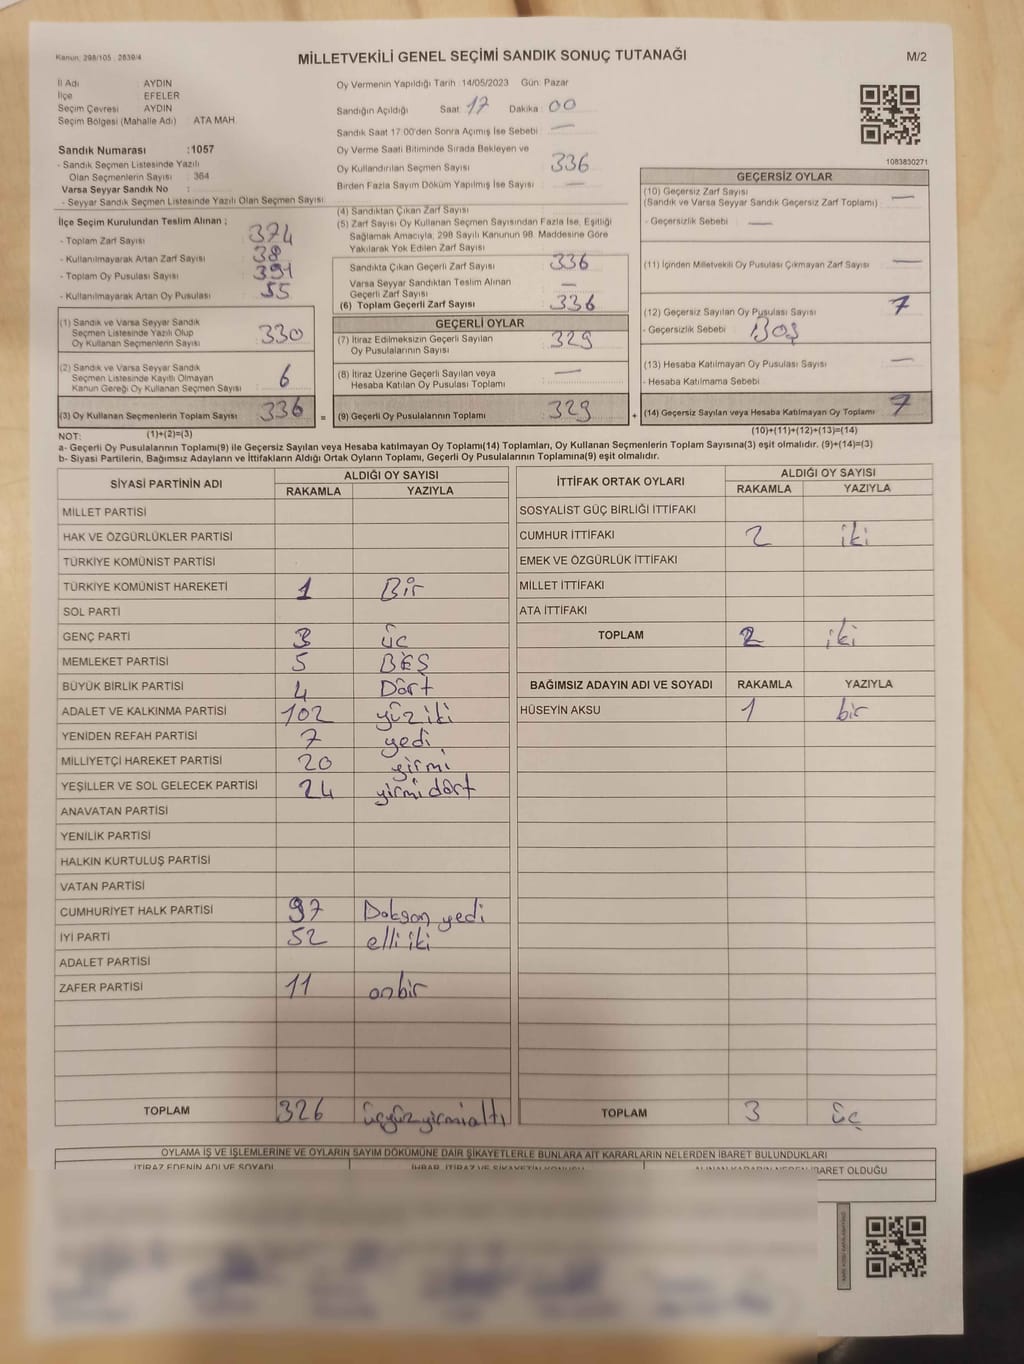 Kanun: 298/105 , 2839/4
MİLLETVEKİLİ GENEL SEÇİMİ SANDIK SONUÇ TUTANAĞI
M/2
İl Adı : AYDIN
İlçe : EFELER
Seçim Çevresi : AYDIN
Seçim Bölgesi (Mahalle Adı) ATA MAH.
Sandık Numarası :1057
- Sandık Seçmen Listesinde Yazılı
Olan Seçmenlerin Sayısı : 364
Varsa Seyyar Sandık No :
- Seyyar Sandık Seçmen Listesinde Yazılı Olan Seçmen Sayısı
Oy Vermenin Yapıldığı Tarih :14/05/2023 Gün: Pazar
Sandığın Açıldığı Saat: 17 Dakika : 00
Sandık Saat 17:00'den Sonra Açımış İse Sebebi —
Oy Verme Saati Bitiminde Sırada Bekleyen ve
Oy Kullandırılan Seçmen Sayısı 336
Birden Fazla Sayım Döküm Yapılmış İse Sayısı —
1083830271
İlçe Seçim Kurulundan Teslim Alınan ;
- Toplam Zarf Sayısı 374
- Kullanılmayarak Artan Zarf Sayısı 38
- Toplam Oy Pusulası Sayısı 391
- Kullanılmayarak Artan Oy Pusulası 55
(1) Sandık ve Varsa Seyyar Sandık
Seçmen Listesinde Yazılı Olup
Oy Kullanan Seçmenlerin Sayısı 330
(2) Sandık ve Varsa Seyyar Sandık
Seçmen Listesinde Kayıtlı Olmayan
Kanun Gereği Oy Kullanan Seçmen Sayısı 6
(3) Oy Kullanan Seçmenlerin Toplam Sayısı 336 =
(1)+(2)=(3)
(4) Sandıktan Çıkan Zarf Sayısı
(5) Zarf Sayısı Oy Kullanan Seçmen Sayısından Fazla İse, Eşitliği
Sağlamak Amacıyla, 298 Sayılı Kanunun 98. Maddesine Göre
Yakılarak Yok Edilen Zarf Sayısı
Sandıkta Çıkan Geçerli Zarf Sayısı 336
Varsa Seyyar Sandıktan Teslim Alınan
Geçerli Zarf Sayısı —
(6) Toplam Geçerli Zarf Sayısı 336
GEÇERLİ OYLAR
(7) İtiraz Edilmeksizin Geçerli Sayılan
Oy Pusulalarının Sayısı 329
(8) İtiraz Üzerine Geçerli Sayılan veya
Hesaba Katılan Oy Pusulası Toplamı —
(9) Geçerli Oy Pusulalarının Toplamı 329 +
GEÇERSİZ OYLAR
(10) Geçersiz Zarf Sayısı
(Sandık ve Varsa Seyyar Sandık Geçersiz Zarf Toplamı) —
- Geçersizlik Sebebi : —
(11) İçinden Milletvekili Oy Pusulası Çıkmayan Zarf Sayısı —
(12) Geçersiz Sayılan Oy Pusulası Sayısı 7
- Geçersizlik Sebebi : BOŞ
(13) Hesaba Katılmayan Oy Pusulası Sayısı —
- Hesaba Katılmama Sebebi
(14) Geçersiz Sayılan veya Hesaba Katılmayan Oy Toplamı 7
(10)+(11)+(12)+(13)=(14)
NOT:
a- Geçerli Oy Pusulalarının Toplamı(9) ile Geçersiz Sayılan veya Hesaba katılmayan Oy Toplamı(14) Toplamları, Oy Kullanan Seçmenlerin Toplam Sayısına(3) eşit olmalıdır. (9)+(14)=(3)
b- Siyasi Partilerin, Bağımsız Adayların ve İttifakların Aldığı Ortak Oyların Toplamı, Geçerli Oy Pusulalarının Toplamına(9) eşit olmalıdır.
SİYASİ PARTİNİN ADI ALDIĞI OY SAYISI
RAKAMLA YAZIYLA
MİLLET PARTİSİ
HAK VE ÖZGÜRLÜKLER PARTİSİ
TÜRKİYE KOMÜNİST PARTİSİ
TÜRKİYE KOMÜNİST HAREKETİ 1 Bir
SOL PARTİ
GENÇ PARTİ 3 üç
MEMLEKET PARTİSİ 5 BEŞ
BÜYÜK BİRLİK PARTİSİ 4 Dört
ADALET VE KALKINMA PARTİSİ 102 yüziki
YENİDEN REFAH PARTİSİ 7 yedi
MİLLİYETÇİ HAREKET PARTİSİ 20 yirmi
YEŞİLLER VE SOL GELECEK PARTİSİ 24 yirmi dört
ANAVATAN PARTİSİ
YENİLİK PARTİSİ
HALKIN KURTULUŞ PARTİSİ
VATAN PARTİSİ
CUMHURİYET HALK PARTİSİ 97 Doksan yedi
İYİ PARTİ 52 elli iki
ADALET PARTİSİ
ZAFER PARTİSİ 11 onbir
TOPLAM 326 üçyüzyirmialtı
İTTİFAK ORTAK OYLARI ALDIĞI OY SAYISI
RAKAMLA YAZIYLA
SOSYALİST GÜÇ BİRLİĞİ İTTİFAKI
CUMHUR İTTİFAKI 2 iki
EMEK VE ÖZGÜRLÜK İTTİFAKI
MİLLET İTTİFAKI
ATA İTTİFAKI
TOPLAM 2 iki
BAĞIMSIZ ADAYIN ADI VE SOYADI RAKAMLA YAZIYLA
HÜSEYİN AKSU 1 bir
TOPLAM 3 üç
OYLAMA İŞ VE İŞLEMLERİNE VE OYLARIN SAYIM DÖKÜMÜNE DAİR ŞİKAYETLERLE BUNLARA AİT KARARLARIN NELERDEN İBARET BULUNDUKLARI
İTİRAZ EDENİN ADI VE SOYADI İHBAR, İTİRAZ VE ŞİKAYETİN KONUSU ALINAN KARARIN NEDEN İBARET OLDUĞU